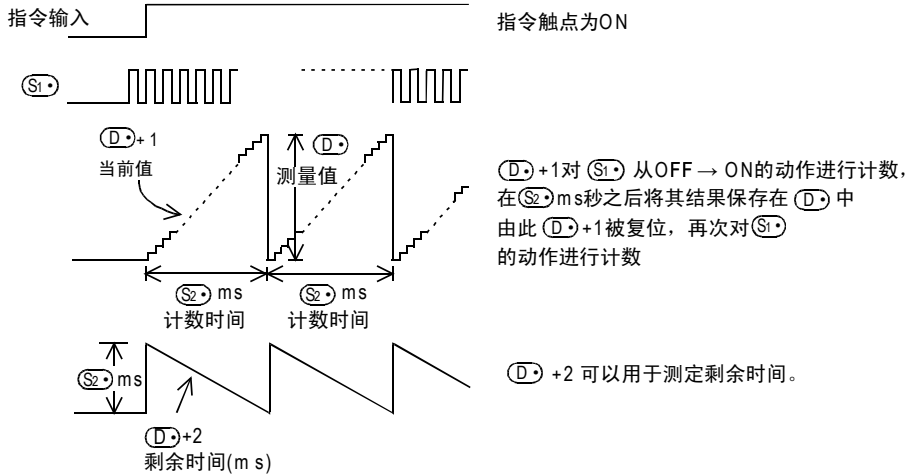 指令输入
指令触点为ON
S1•
D• + 1
当前值
D•
测量值
D• +1对 S1• 从OFF → ON的动作进行计数，
在 S2• ms秒之后将其结果保存在 D• 中
由此 D• +1被复位，再次对 S1•
的动作进行计数
S2• ms
计数时间
S2• ms
计数时间
S2• ms
D• +2 可以用于测定剩余时间。
D• +2
剩余时间(ms)